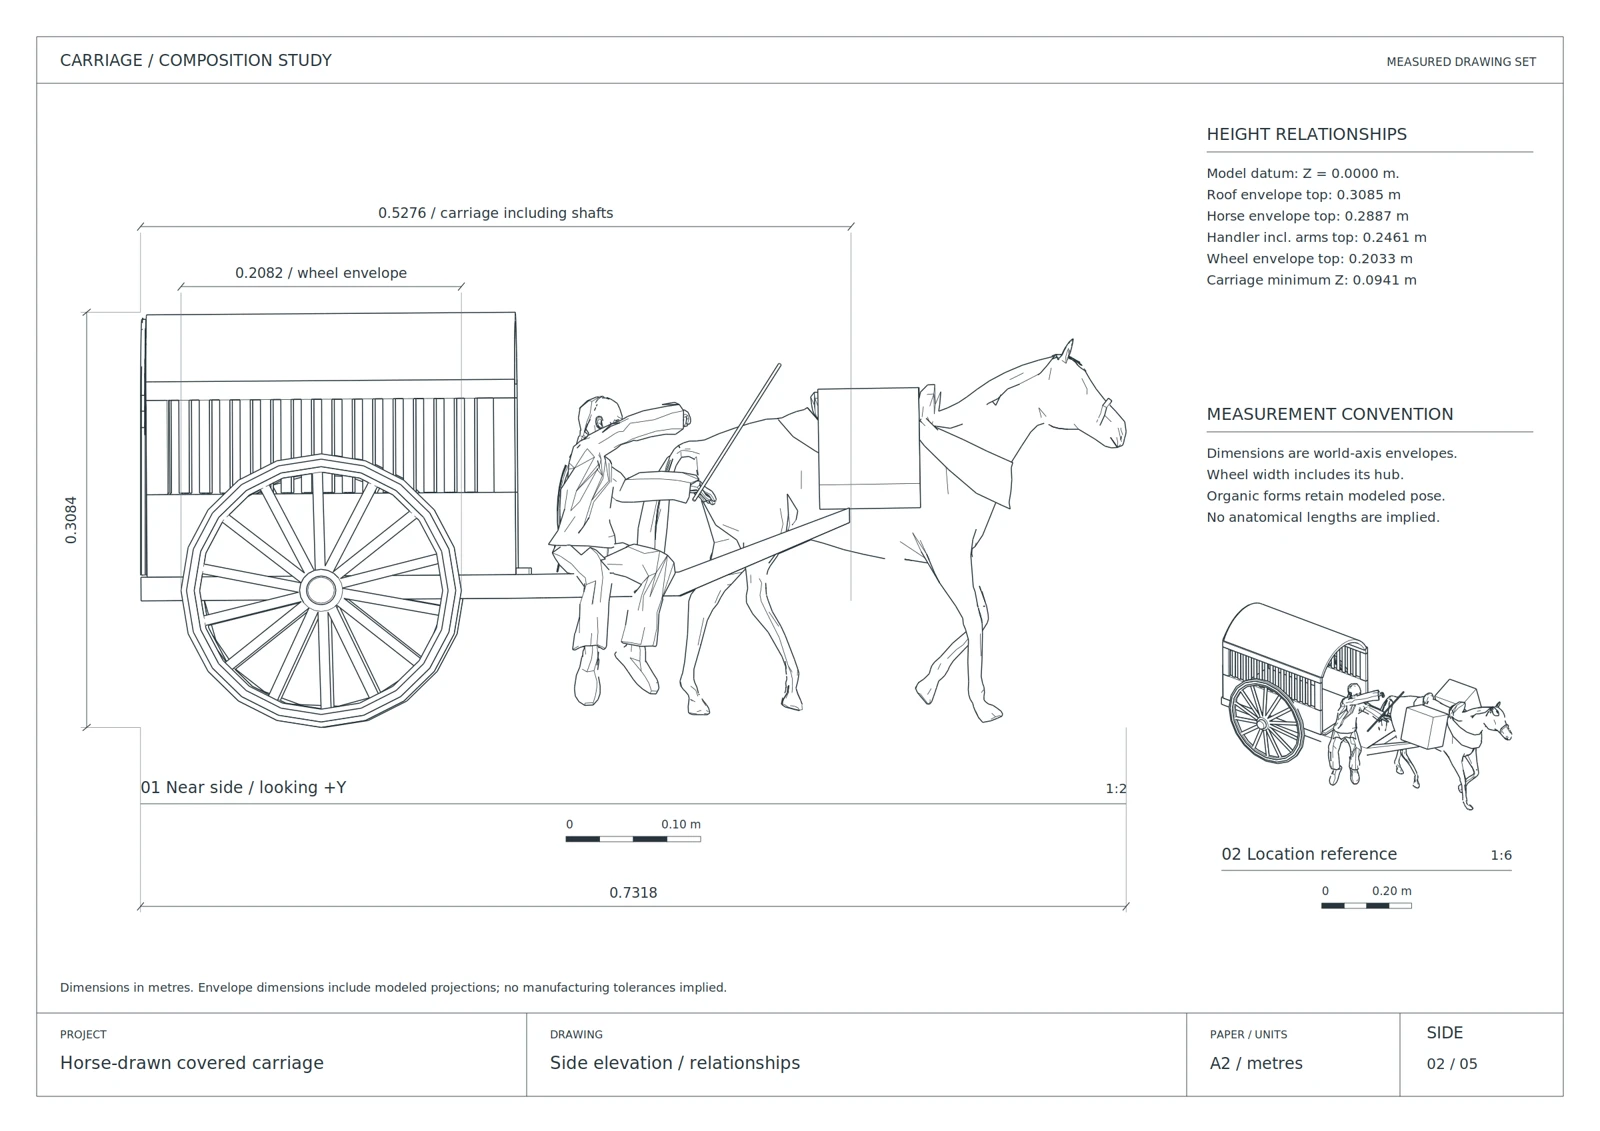 CARRIAGE / COMPOSITION STUDY
MEASURED DRAWING SET
HEIGHT RELATIONSHIPS
Model datum: Z = 0.0000 m.
Roof envelope top: 0.3085 m
Horse envelope top: 0.2887 m
Handler incl. arms top: 0.2461 m
Wheel envelope top: 0.2033 m
Carriage minimum Z: 0.0941 m
0.5276 / carriage including shafts
0.2082 / wheel envelope
0.3084
MEASUREMENT CONVENTION
Dimensions are world-axis envelopes.
Wheel width includes its hub.
Organic forms retain modeled pose.
No anatomical lengths are implied.
01 Near side / looking +Y
1:2
0
0.10 m
0.7318
02 Location reference
1:6
0
0.20 m
Dimensions in metres. Envelope dimensions include modeled projections; no manufacturing tolerances implied.
PROJECT
Horse-drawn covered carriage
DRAWING
Side elevation / relationships
PAPER / UNITS
A2 / metres
SIDE
02 / 05